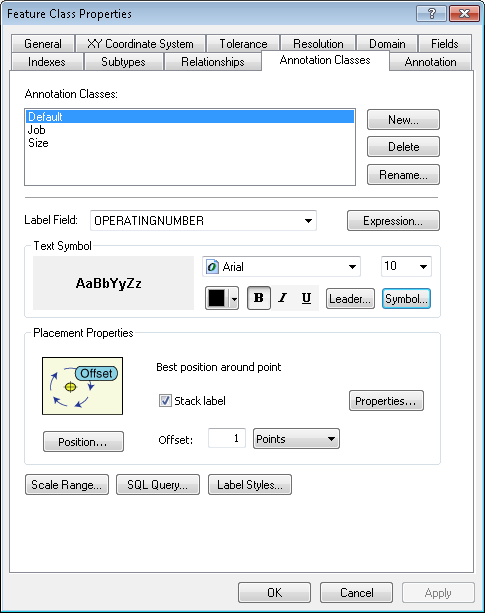 Feature Class Properties
General XY Coordinate System Tolerance Resolution Domain Fields
Indexes Subtypes Relationships Annotation Classes Annotation
Annotation Classes:
Default
Job
Size
New...
Delete
Rename...
Label Field: OPERATINGNUMBER Expression...
Text Symbol
AaBbYyZz
Arial 10
B I U Leader... Symbol...
Placement Properties
Offset
Best position around point
Stack label Properties...
Position... Offset: 1 Points
Scale Range... SQL Query... Label Styles...
OK Cancel Apply